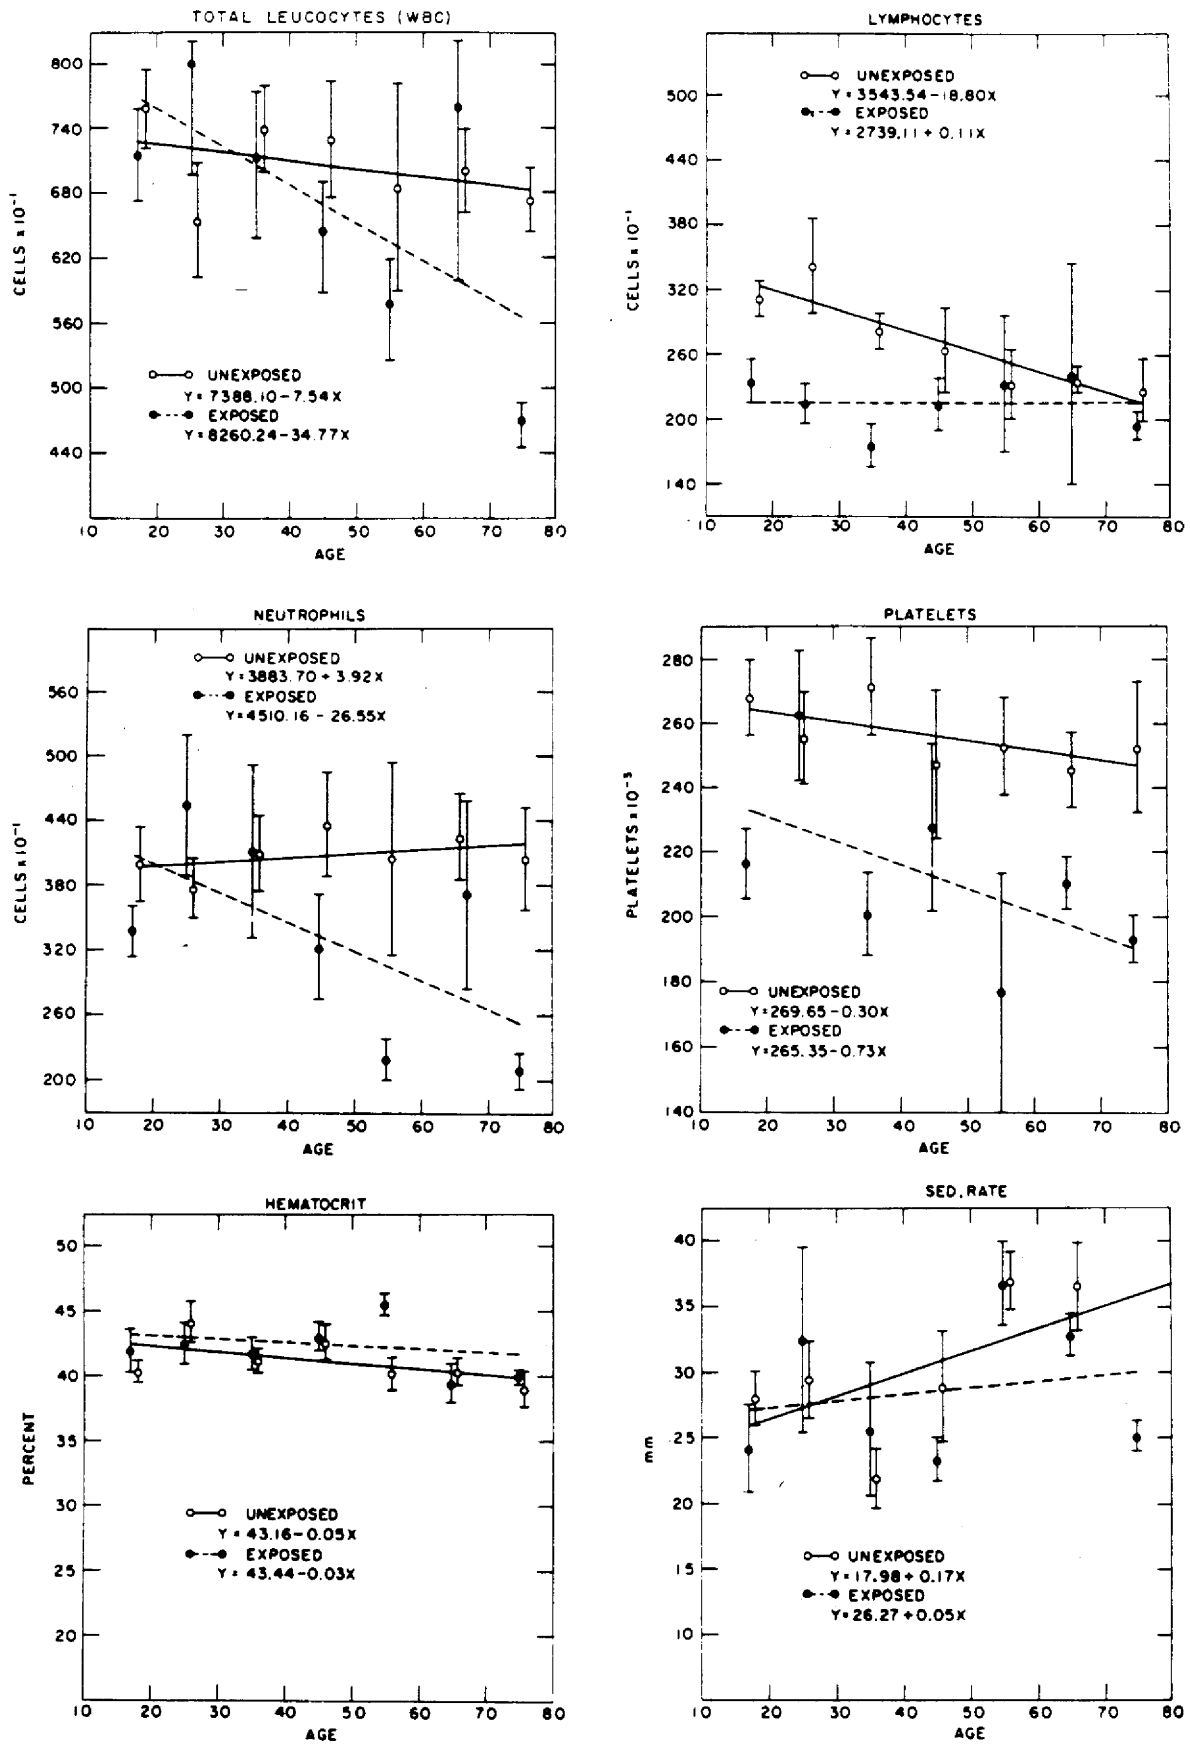 TOTAL LEUCOCYTES (WBC)
800
740
680
620
560
500
440
CELLS x 10⁻¹
UNEXPOSED
Y = 7388.10-7.54X
EXPOSED
Y = 8260.24-34.77X
10 20 30 40 50 60 70 80
AGE
LYMPHOCYTES
500
440
380
320
260
200
140
CELLS x 10⁻¹
UNEXPOSED
Y = 3543.54-18.80X
EXPOSED
Y = 2739.11 + 0.11X
10 20 30 40 50 60 70 80
AGE
NEUTROPHILS
560
500
440
380
320
260
200
CELLS x 10⁻¹
UNEXPOSED
Y=3883.70 + 3.92X
EXPOSED
Y=4510.16 - 26.55X
10 20 30 40 50 60 70 80
AGE
PLATELETS
280
260
240
220
200
180
160
140
PLATELETS x 10⁻³
UNEXPOSED
Y=269.65-0.30X
EXPOSED
Y=265.35-0.73X
10 20 30 40 50 60 70 80
AGE
HEMATOCRIT
50
45
40
35
30
25
20
PERCENT
UNEXPOSED
Y = 43.16-0.05X
EXPOSED
Y = 43.44-0.03X
10 20 30 40 50 60 70 80
AGE
SED. RATE
40
35
30
25
20
15
10
mm
UNEXPOSED
Y=17.98 + 0.17X
EXPOSED
Y=26.27 + 0.05X
10 20 30 40 50 60 70 80
AGE